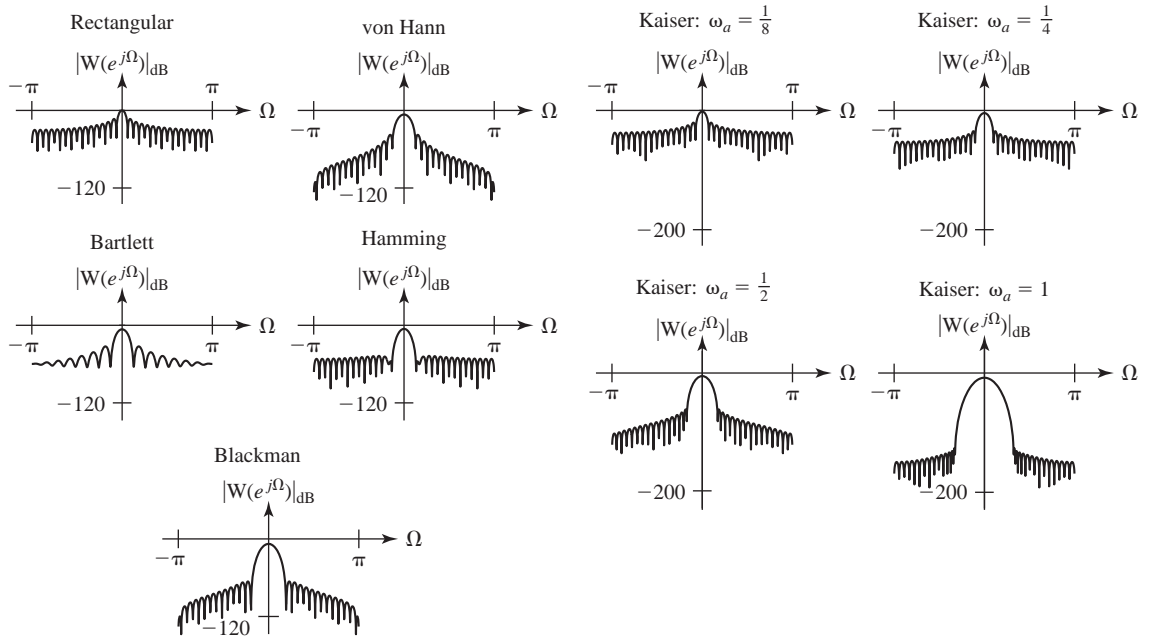 Rectangular
|W(e^{jΩ})|_dB
−π
π
Ω
−120
von Hann
|W(e^{jΩ})|_dB
−π
π
Ω
−120
Kaiser: ω_a = 1/8
|W(e^{jΩ})|_dB
−π
π
Ω
−200
Kaiser: ω_a = 1/4
|W(e^{jΩ})|_dB
−π
π
Ω
−200
Bartlett
|W(e^{jΩ})|_dB
−π
π
Ω
−120
Hamming
|W(e^{jΩ})|_dB
−π
π
Ω
−120
Kaiser: ω_a = 1/2
|W(e^{jΩ})|_dB
−π
π
Ω
−200
Kaiser: ω_a = 1
|W(e^{jΩ})|_dB
−π
π
Ω
−200
Blackman
|W(e^{jΩ})|_dB
−π
π
Ω
−120